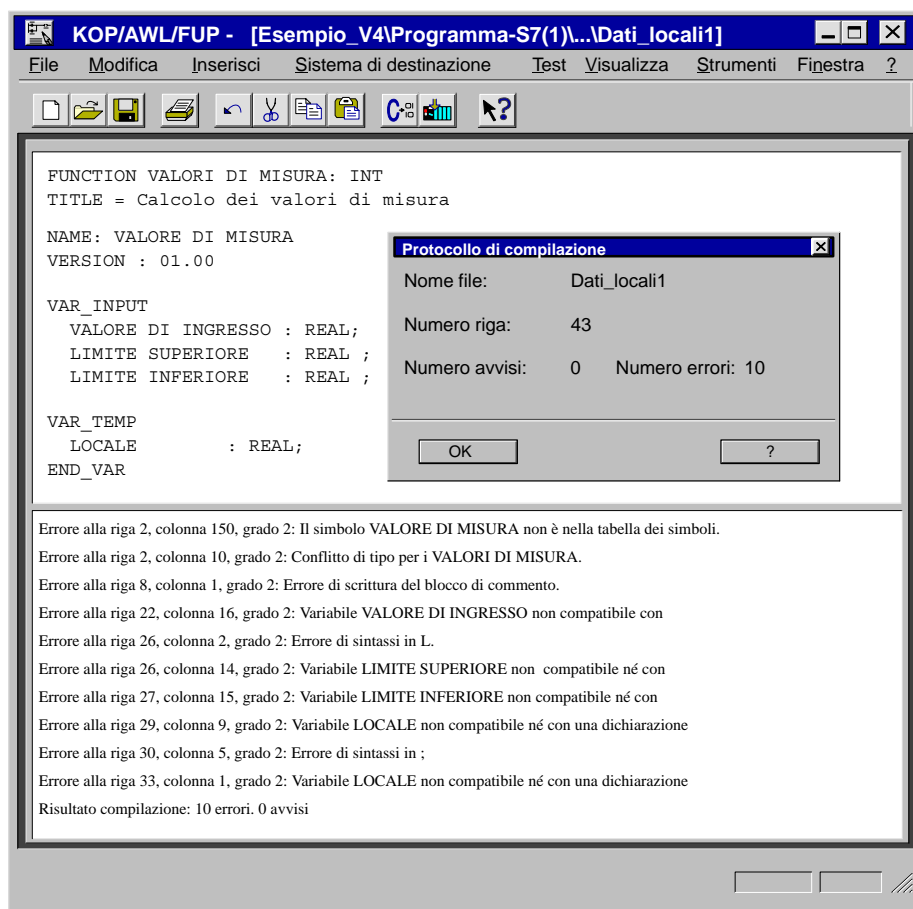 KOP/AWL/FUP - [Esempio_V4\Programma-S7(1)\...\Dati_locali1]
File Modifica Inserisci Sistema di destinazione Test Visualizza Strumenti Finestra ?
FUNCTION VALORI DI MISURA: INT
TITLE = Calcolo dei valori di misura
NAME: VALORE DI MISURA
VERSION : 01.00
VAR_INPUT
VALORE DI INGRESSO : REAL;
LIMITE SUPERIORE : REAL ;
LIMITE INFERIORE : REAL ;
VAR_TEMP
LOCALE : REAL;
END_VAR
Protocollo di compilazione
Nome file: Dati_locali1
Numero riga: 43
Numero avvisi: 0 Numero errori: 10
OK ?
Errore alla riga 2, colonna 150, grado 2: Il simbolo VALORE DI MISURA non è nella tabella dei simboli.
Errore alla riga 2, colonna 10, grado 2: Conflitto di tipo per i VALORI DI MISURA.
Errore alla riga 8, colonna 1, grado 2: Errore di scrittura del blocco di commento.
Errore alla riga 22, colonna 16, grado 2: Variabile VALORE DI INGRESSO non compatibile con
Errore alla riga 26, colonna 2, grado 2: Errore di sintassi in L.
Errore alla riga 26, colonna 14, grado 2: Variabile LIMITE SUPERIORE non compatibile né con
Errore alla riga 27, colonna 15, grado 2: Variabile LIMITE INFERIORE non compatibile né con
Errore alla riga 29, colonna 9, grado 2: Variabile LOCALE non compatibile né con una dichiarazione
Errore alla riga 30, colonna 5, grado 2: Errore di sintassi in ;
Errore alla riga 33, colonna 1, grado 2: Variabile LOCALE non compatibile né con una dichiarazione
Risultato compilazione: 10 errori. 0 avvisi